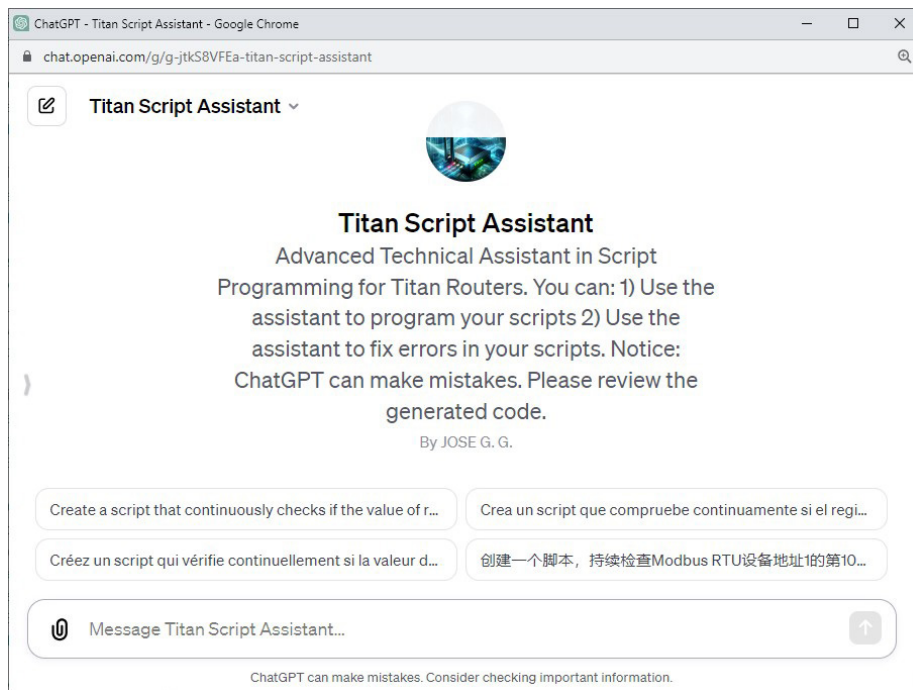 ChatGPT - Titan Script Assistant - Google Chrome
chat.openai.com/g/g-jtkS8VFEa-titan-script-assistant
Titan Script Assistant
Titan Script Assistant
Advanced Technical Assistant in Script
Programming for Titan Routers. You can: 1) Use the
assistant to program your scripts 2) Use the
assistant to fix errors in your scripts. Notice:
ChatGPT can make mistakes. Please review the
generated code.
By JOSE G. G.
Create a script that continuously checks if the value of r...
Crea un script que compruebe continuamente si el regi...
Créez un script qui vérifie continuellement si la valeur d...
创建一个脚本，持续检查Modbus RTU设备地址1的第10...
Message Titan Script Assistant...
ChatGPT can make mistakes. Consider checking important information.